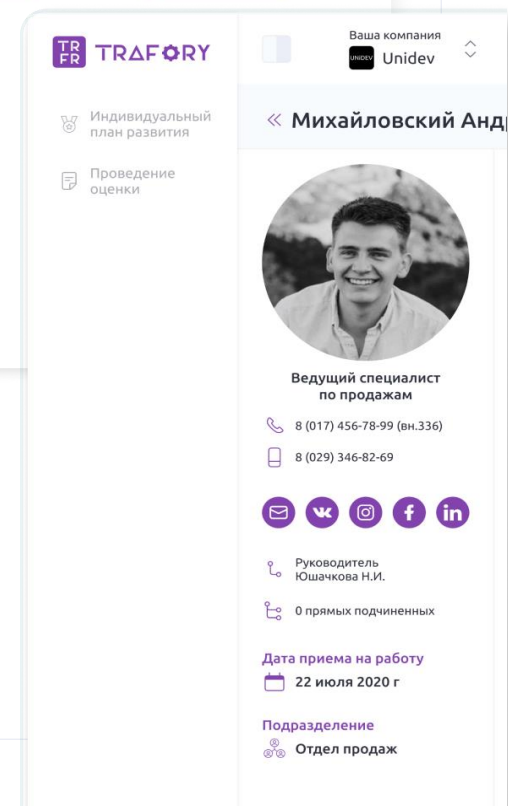 TR
FR
TRAFORY
Ваша компания
UNIDEV
Unidev
Индивидуальный
план развития
Проведение
оценки
« Михайловский Анд
Ведущий специалист
по продажам
8 (017) 456-78-99 (вн.336)
8 (029) 346-82-69
Руководитель
Юшачкова Н.И.
0 прямых подчиненных
Дата приема на работу
22 июля 2020 г
Подразделение
Отдел продаж